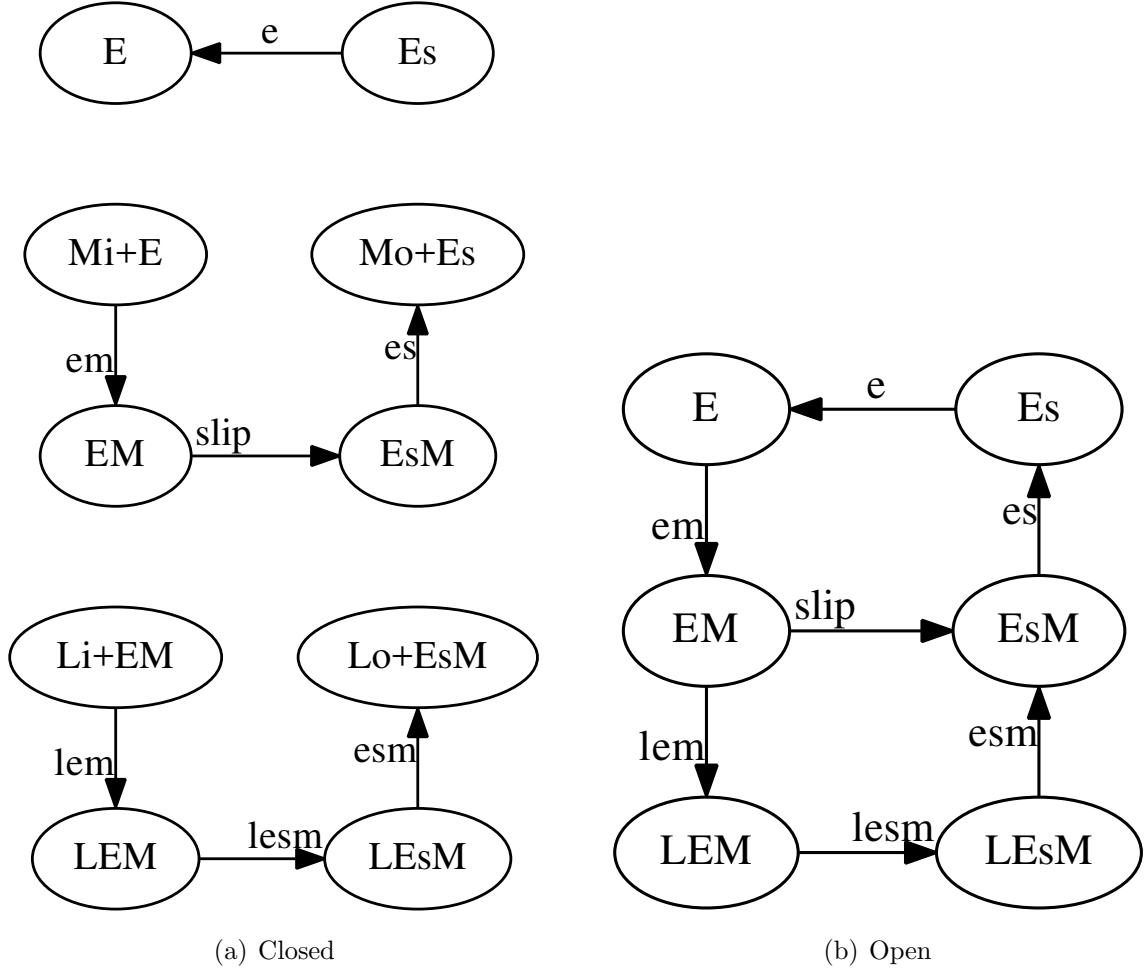 E
e
Es
Mi+E
Mo+Es
em
es
EM
slip
EsM
Li+EM
Lo+EsM
lem
esm
LEM
lesm
LEsM
(a) Closed
E
e
Es
em
es
EM
slip
EsM
lem
esm
LEM
lesm
LEsM
(b) Open